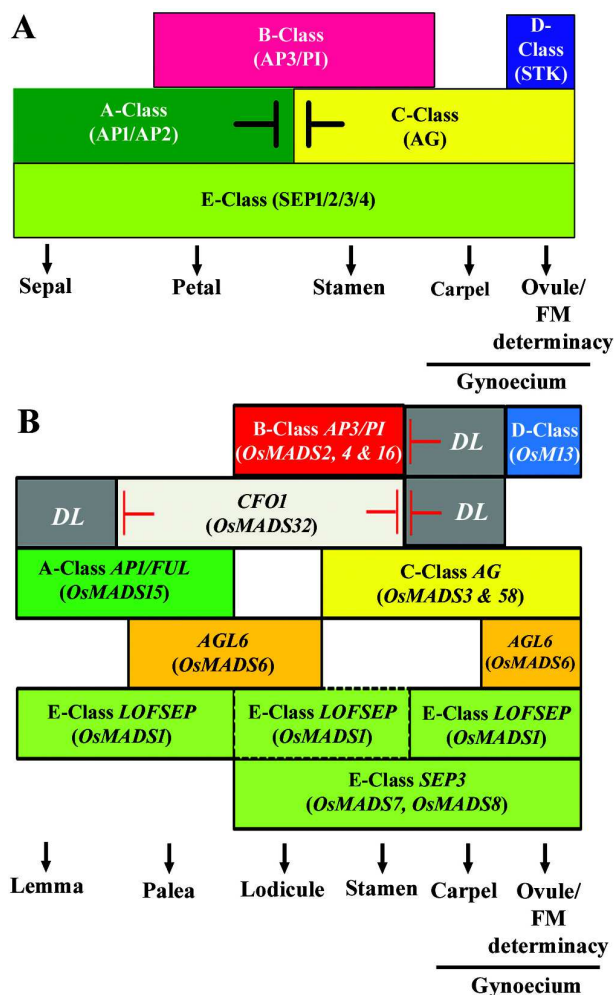 A
B-Class
(AP3/PI)
D-
Class
(STK)
A-Class
(AP1/AP2)
C-Class
(AG)
E-Class (SEP1/2/3/4)
Sepal
Petal
Stamen
Carpel
Ovule/
FM
determinacy
Gynoecium
B
B-Class AP3/PI
(OsMADS2, 4 & 16)
DL
D-Class
(OsM13)
DL
CFO1
(OsMADS32)
DL
A-Class AP1/FUL
(OsMADS15)
C-Class AG
(OsMADS3 & 58)
AGL6
(OsMADS6)
AGL6
(OsMADS6)
E-Class LOFSEP
(OsMADS1)
E-Class LOFSEP
(OsMADS1)
E-Class LOFSEP
(OsMADS1)
E-Class SEP3
(OsMADS7, OsMADS8)
Lemma
Palea
Lodicule
Stamen
Carpel
Ovule/
FM
determinacy
Gynoecium